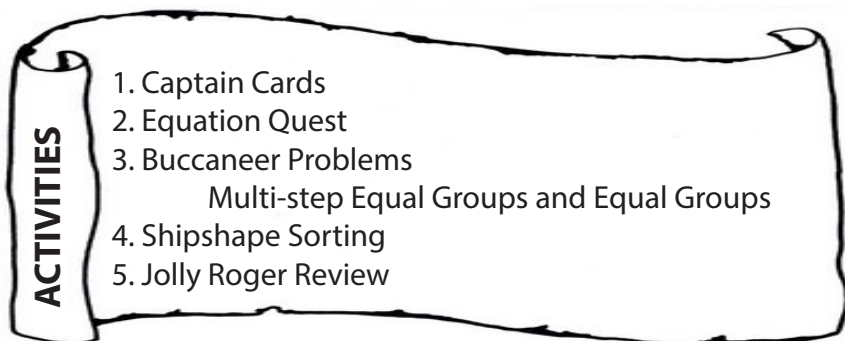 ACTIVITIES
1. Captain Cards
2. Equation Quest
3. Buccaneer Problems
Multi-step Equal Groups and Equal Groups
4. Shipshape Sorting
5. Jolly Roger Review